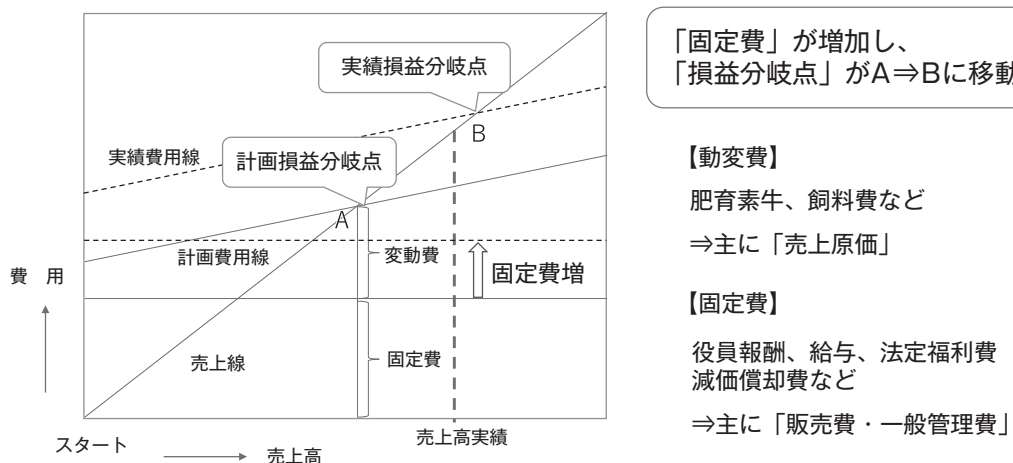 実績損益分岐点
B
実績費用線
計画損益分岐点
A
計画費用線
変動費
固定費増
費 用
売上線
固定費
スタート
売上高
売上高実績
「固定費」が増加し、
「損益分岐点」がA⇒Bに移動
【動変費】
肥育素牛、飼料費など
⇒主に「売上原価」
【固定費】
役員報酬、給与、法定福利費
減価償却費など
⇒主に「販売費・一般管理費」